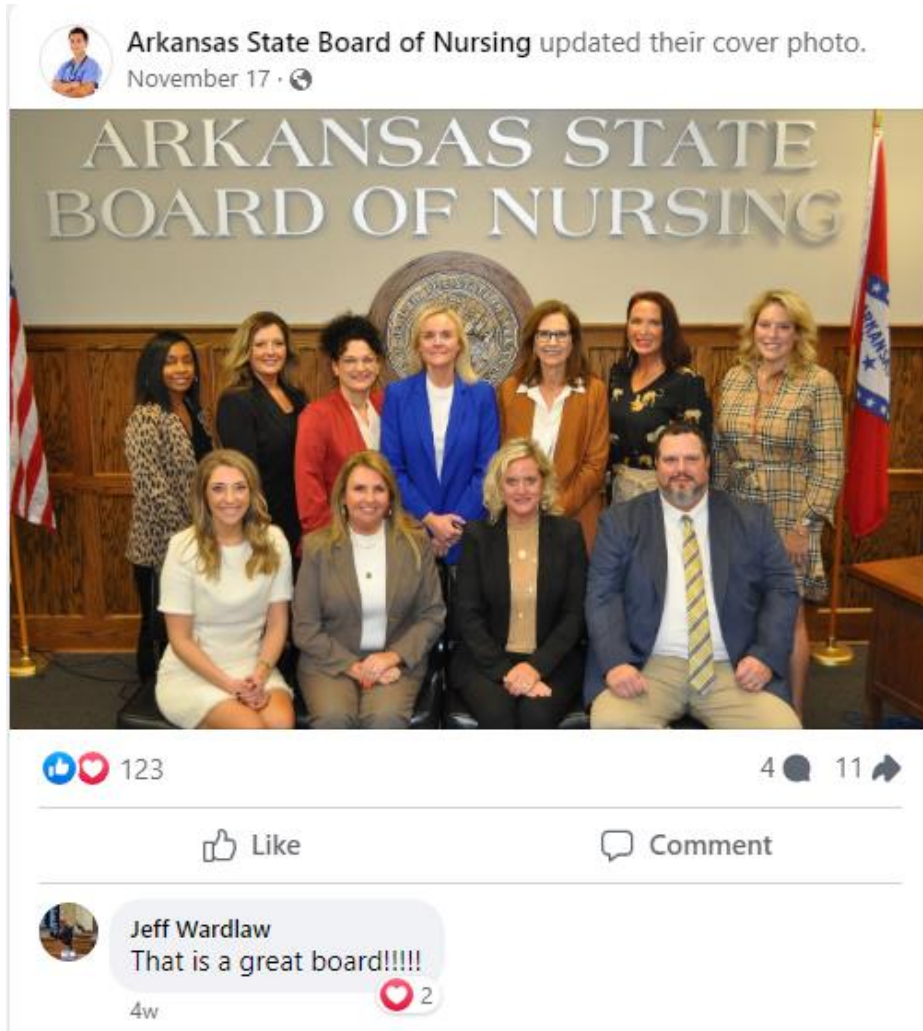 Arkansas State Board of Nursing updated their cover photo.
November 17 ·
ARKANSAS STATE
BOARD OF NURSING
ARKANSAS
123
4
11
Like
Comment
Jeff Wardlaw
That is a great board!!!!!
2
4w